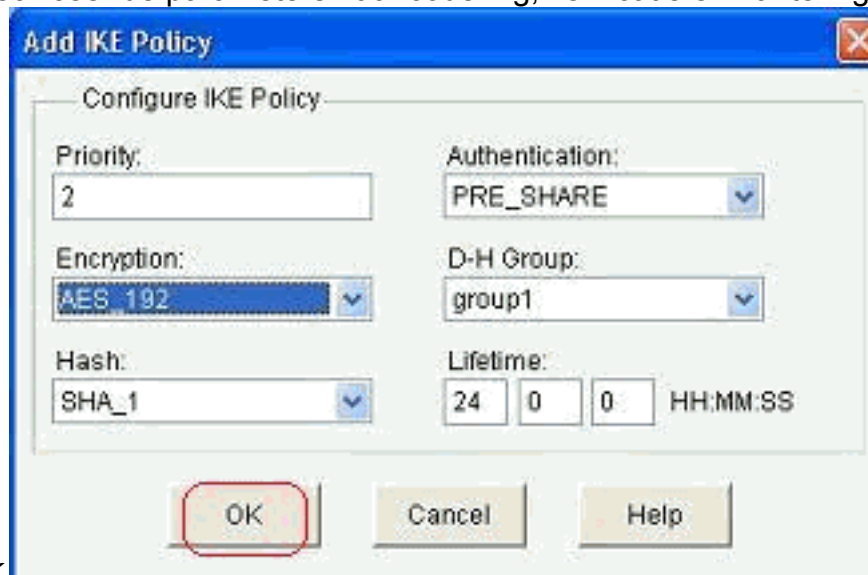 Add IKE Policy
Configure IKE Policy
Priority:
2
Authentication:
PRE_SHARE
Encryption:
AES_192
D-H Group:
group1
Hash:
SHA_1
Lifetime:
24 0 0 HH:MM:SS
OK Cancel Help